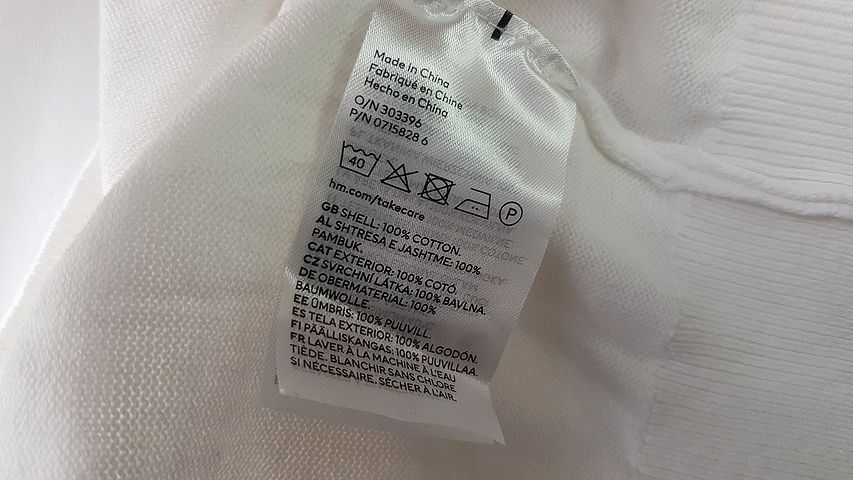 Made in China
Fabriqué en Chine
Hecho en China
O/N 303396
P/N 0715828 6
40
P
hm.com/takecare
GB SHELL: 100% COTTON.
AL SHTRESA E JASHTME: 100%
PAMBUK.
CAT EXTERIOR: 100% COTÓ.
CZ SVRCHNÍ LÁTKA: 100% BAVLNA.
DE OBERMATERIAL: 100%
BAUMWOLLE.
EE ÜMBRIS: 100% PUUVILL.
ES TELA EXTERIOR: 100% ALGODÓN.
FI PÄÄLLISKANGAS: 100% PUUVILLAA.
FR LAVER À LA MACHINE À L'EAU
TIÈDE. BLANCHIR SANS CHLORE
SI NÉCESSAIRE. SÉCHER À L'AIR.